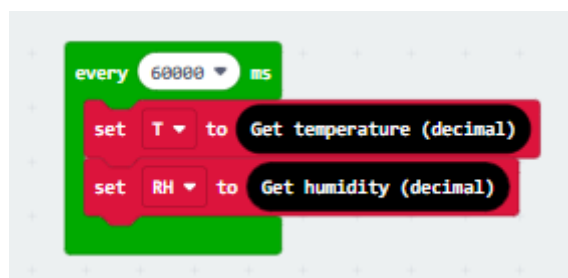 every 60000 ms
set T to Get temperature (decimal)
set RH to Get humidity (decimal)